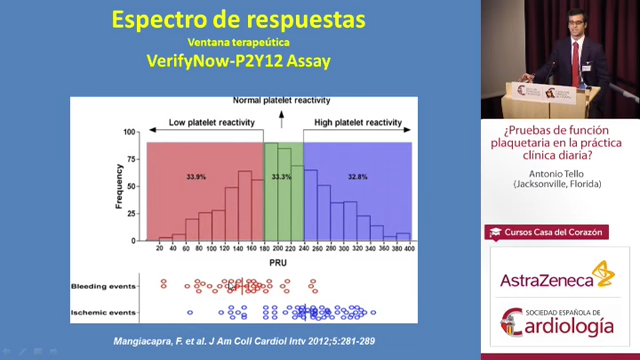 Espectro de respuestas
Ventana terapeútica
VerifyNow-P2Y12 Assay
Normal platelet reactivity
Low platelet reactivity
High platelet reactivity
Frequency
100
75
50
25
0
33.9%
33.3%
32.8%
20 40 60 80 100 120 140 160 180 200 220 240 260 280 300 320 340 360 380 400
PRU
Bleeding events
Ischemic events
Mangiacapra, F. et al. J Am Coll Cardiol Intv 2012;5:281-289
¿Pruebas de función
plaquetaria en la práctica
clínica diaria?
Antonio Tello
(Jacksonville, Florida)
Cursos Casa del Corazón
AstraZeneca
SOCIEDAD ESPAÑOLA DE
Cardiología